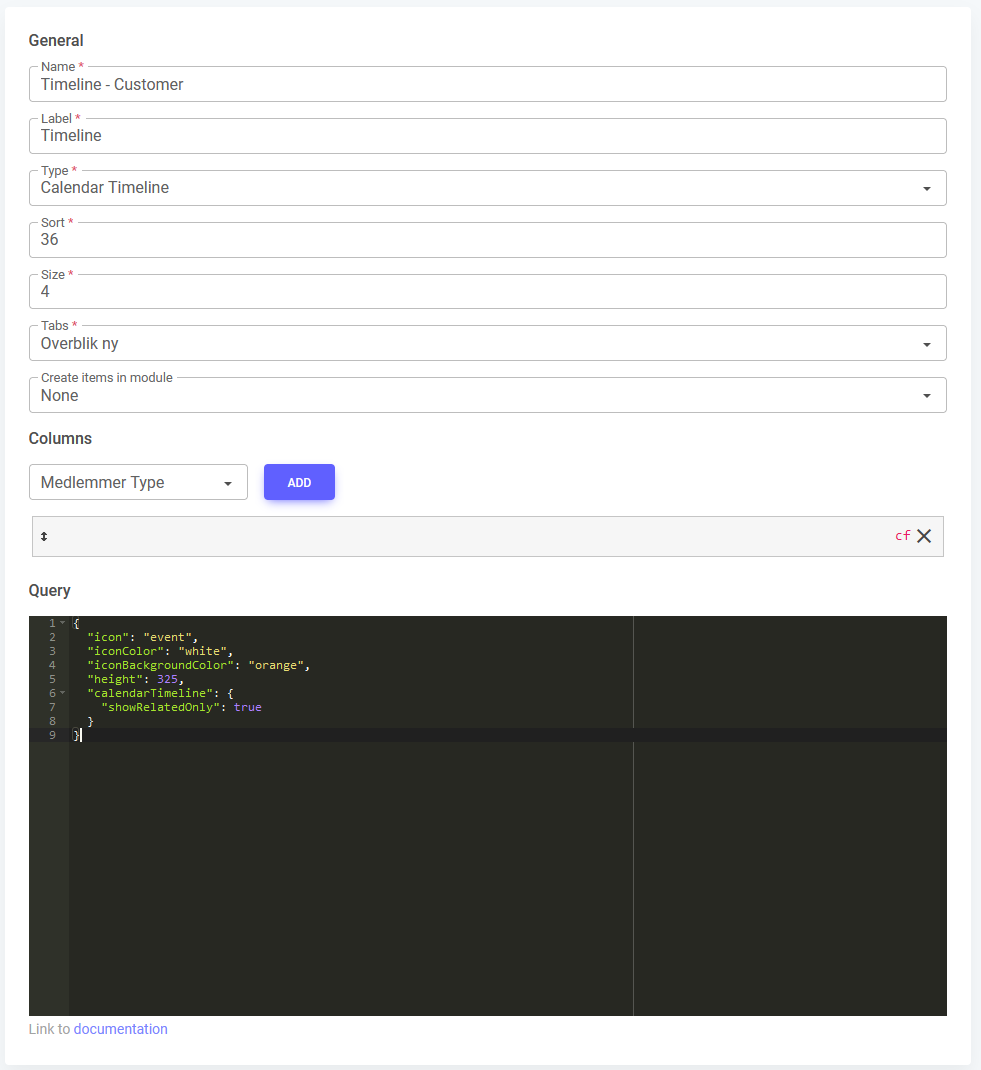 General
Name *
Timeline - Customer
Label *
Timeline
Type *
Calendar Timeline
Sort *
36
Size *
4
Tabs *
Overblik ny
Create items in module
None
Columns
Medlemmer Type
ADD
cf
Query
1 {
2   "icon": "event",
3   "iconColor": "white",
4   "iconBackgroundColor": "orange",
5   "height": 325,
6   "calendarTimeline": {
7     "showRelatedOnly": true
8   }
9 }
Link to documentation